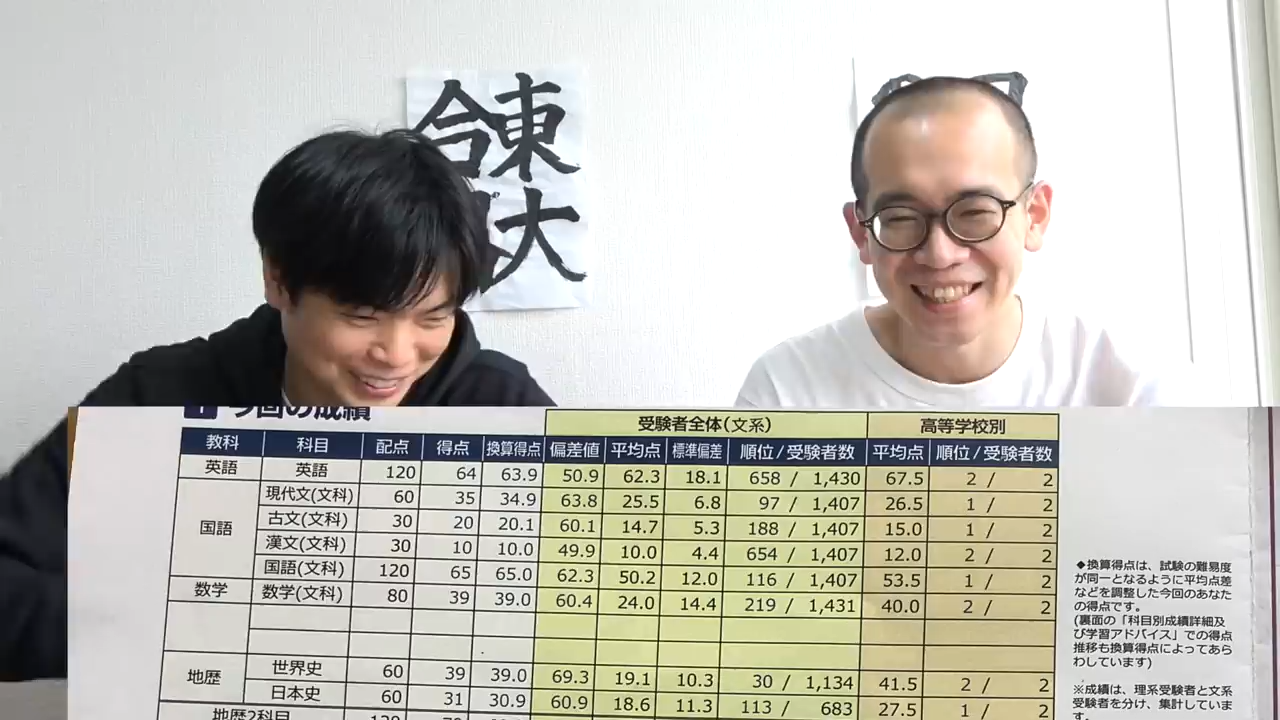 東大
合
1 今回の成績
受験者全体(文系) 高等学校別
教科 科目 配点 得点 換算得点 偏差値 平均点 標準偏差 順位/受験者数 平均点 順位/受験者数
英語 英語 120 64 63.9 50.9 62.3 18.1 658 / 1,430 67.5 2 / 2
国語 現代文(文科) 60 35 34.9 63.8 25.5 6.8 97 / 1,407 26.5 1 / 2
古文(文科) 30 20 20.1 60.1 14.7 5.3 188 / 1,407 15.0 1 / 2
漢文(文科) 30 10 10.0 49.9 10.0 4.4 654 / 1,407 12.0 2 / 2
国語(文科) 120 65 65.0 62.3 50.2 12.0 116 / 1,407 53.5 1 / 2
数学 数学(文科) 80 39 39.0 60.4 24.0 14.4 219 / 1,431 40.0 2 / 2
地歴 世界史 60 39 39.0 69.3 19.1 10.3 30 / 1,134 41.5 2 / 2
日本史 60 31 30.9 60.9 18.6 11.3 113 / 683 27.5 1 / 2
地歴2科目
◆換算得点は、試験の難易度
が同一となるように平均点差
などを調整した今回のあなた
の得点です。
(裏面の「科目別成績詳細及
び学習アドバイス」での得点
推移も換算得点によってあら
わしています)
※成績は、理系受験者と文系
受験者を分け、集計していま
す。